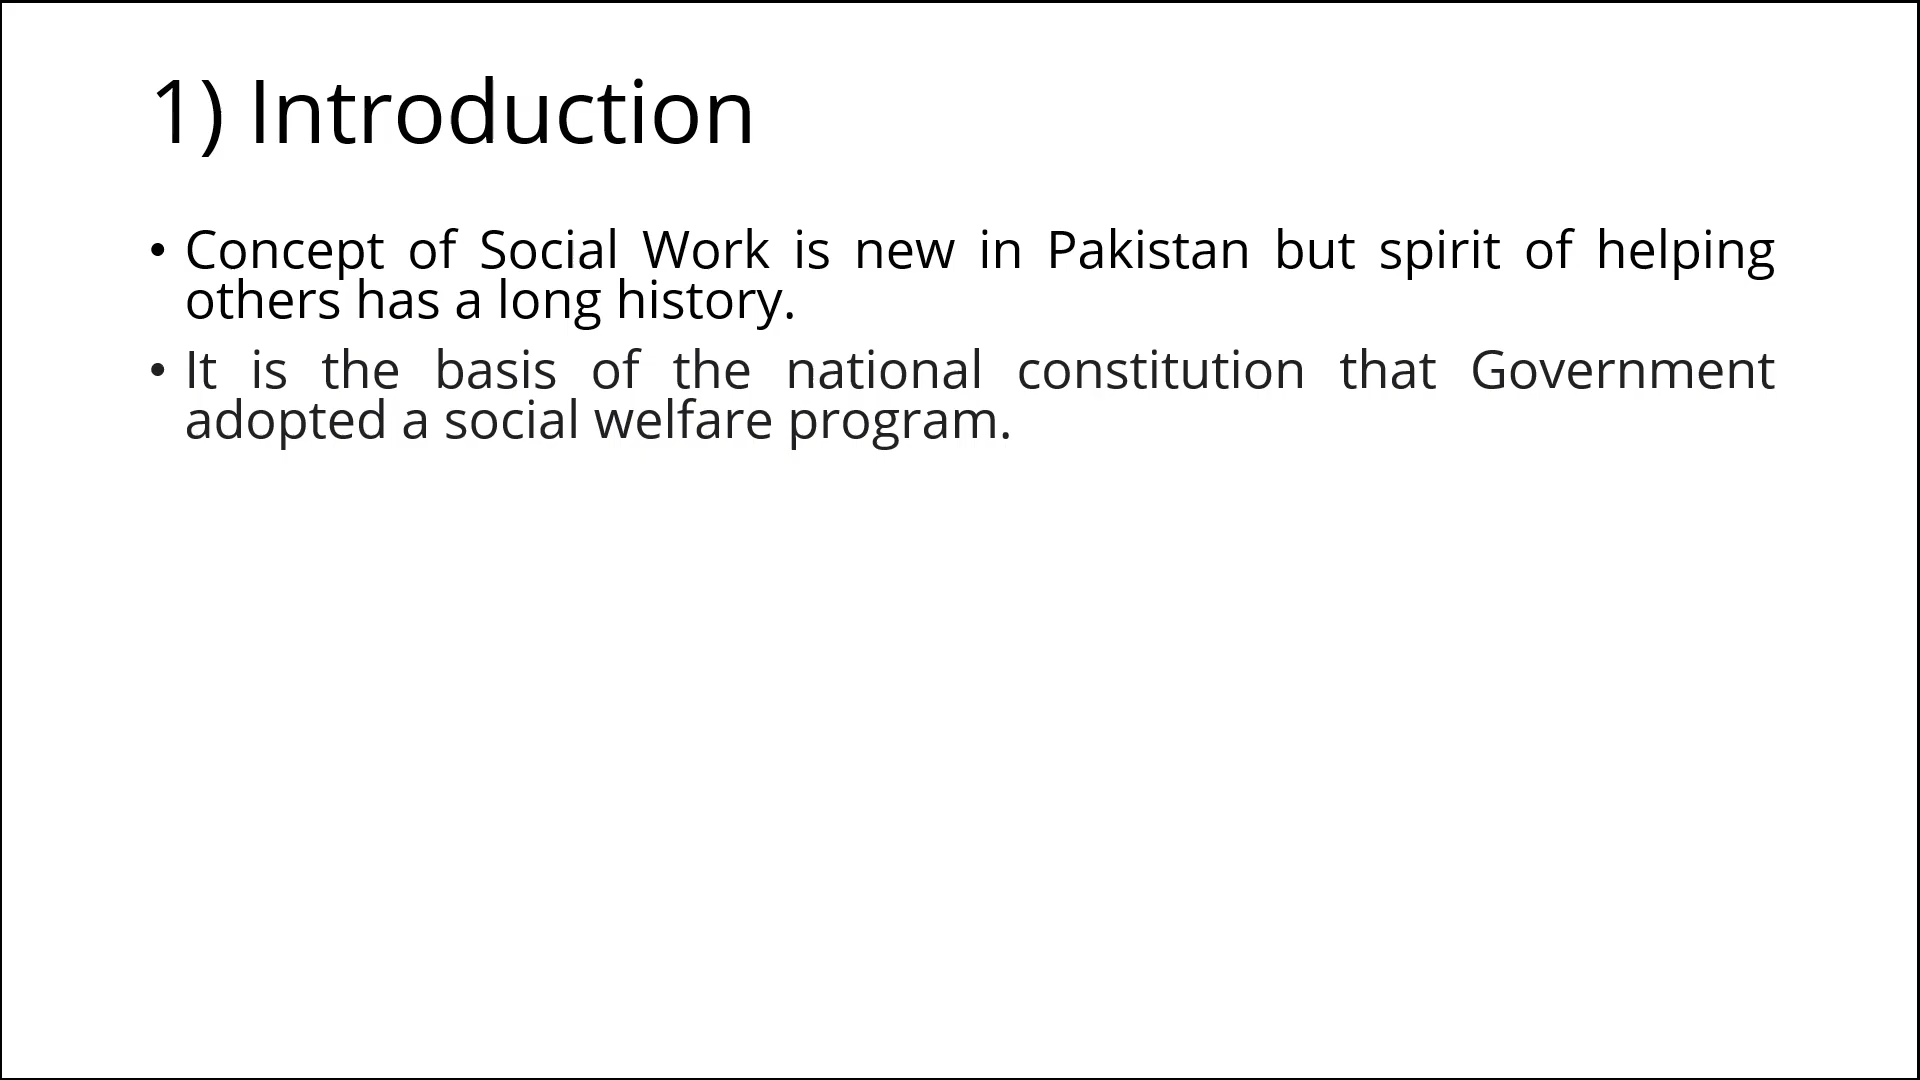 1) Introduction
• Concept of Social Work is new in Pakistan but spirit of helping
others has a long history.
• It is the basis of the national constitution that Government
adopted a social welfare program.